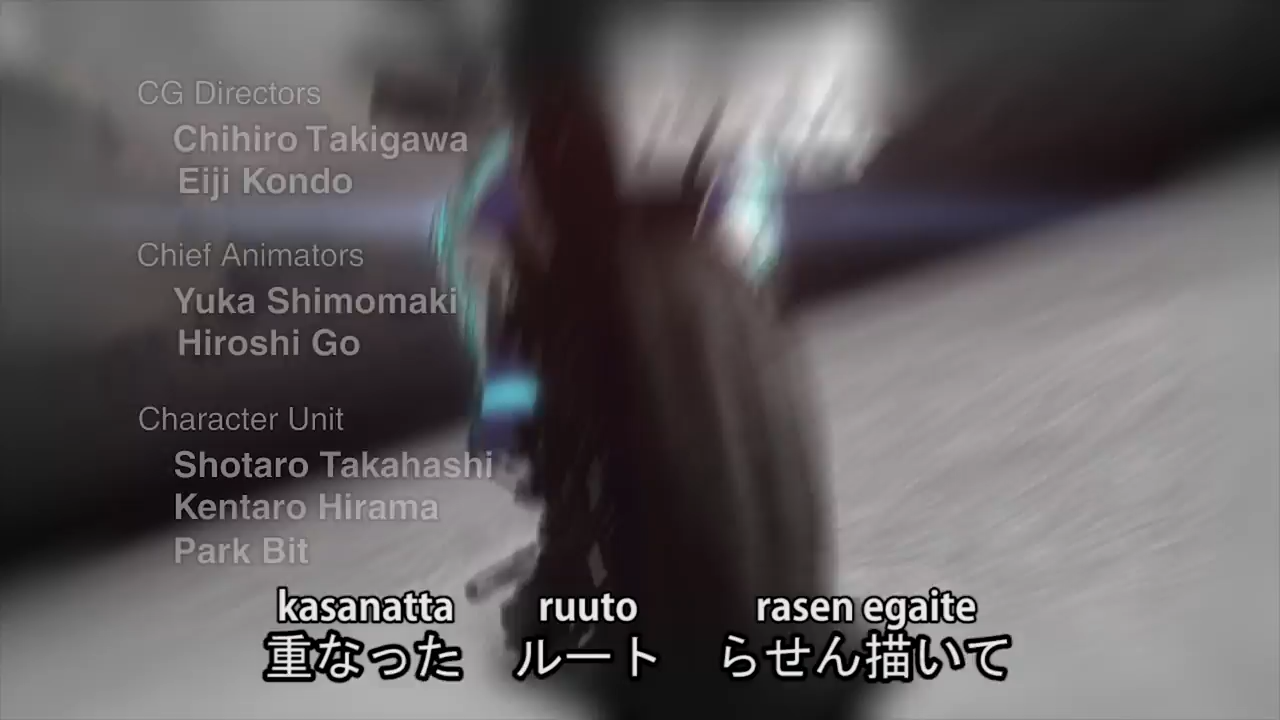 CG Directors
Chihiro Takigawa
Eiji Kondo
Chief Animators
Yuka Shimomaki
Hiroshi Go
Character Unit
Shotaro Takahashi
Kentaro Hirama
Park Bit
kasanatta ruuto rasen egaite
重なった ルート らせん描いて